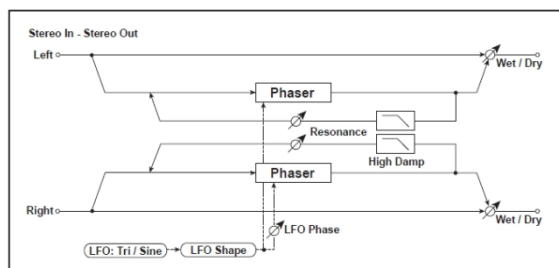 Stereo In - Stereo Out
Left
Wet / Dry
Phaser
Resonance
High Damp
Phaser
Right
Wet / Dry
LFO Phase
LFO: Tri / Sine
LFO Shape